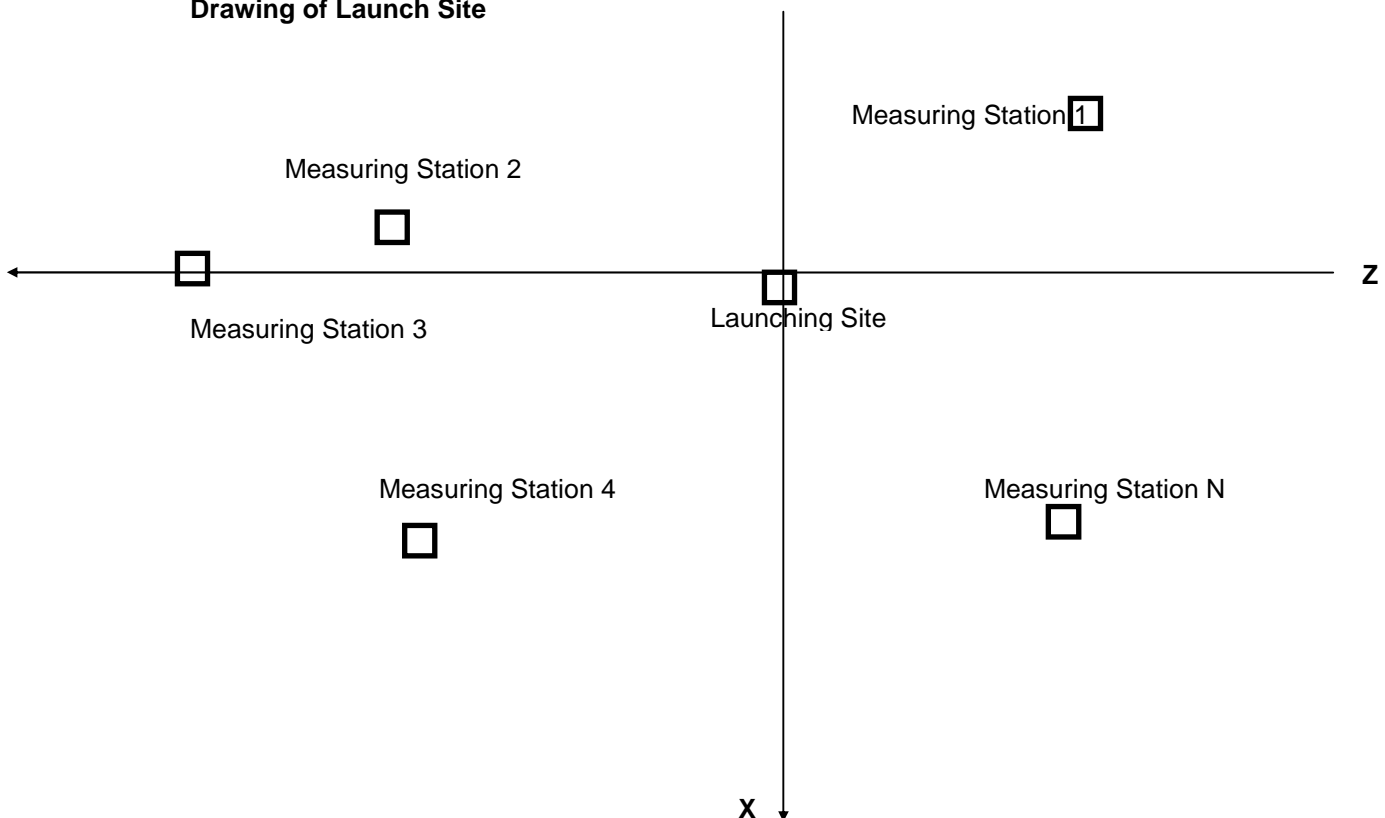 Drawing of Launch Site
Measuring Station 1
Measuring Station 2
Z
Launching Site
Measuring Station 3
Measuring Station 4
Measuring Station N
X